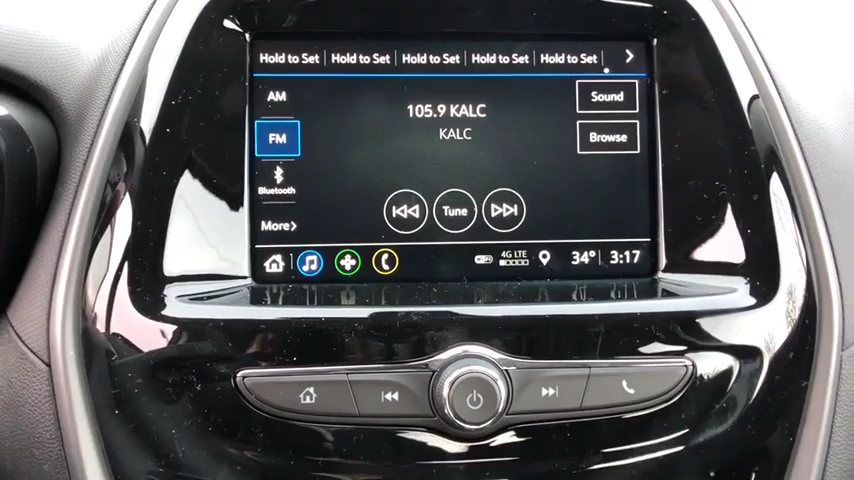 Hold to Set Hold to Set Hold to Set Hold to Set Hold to Set
AM
105.9 KALC
Sound
FM
KALC
Browse
Bluetooth
Tune
More
4G LTE
34° 3:17